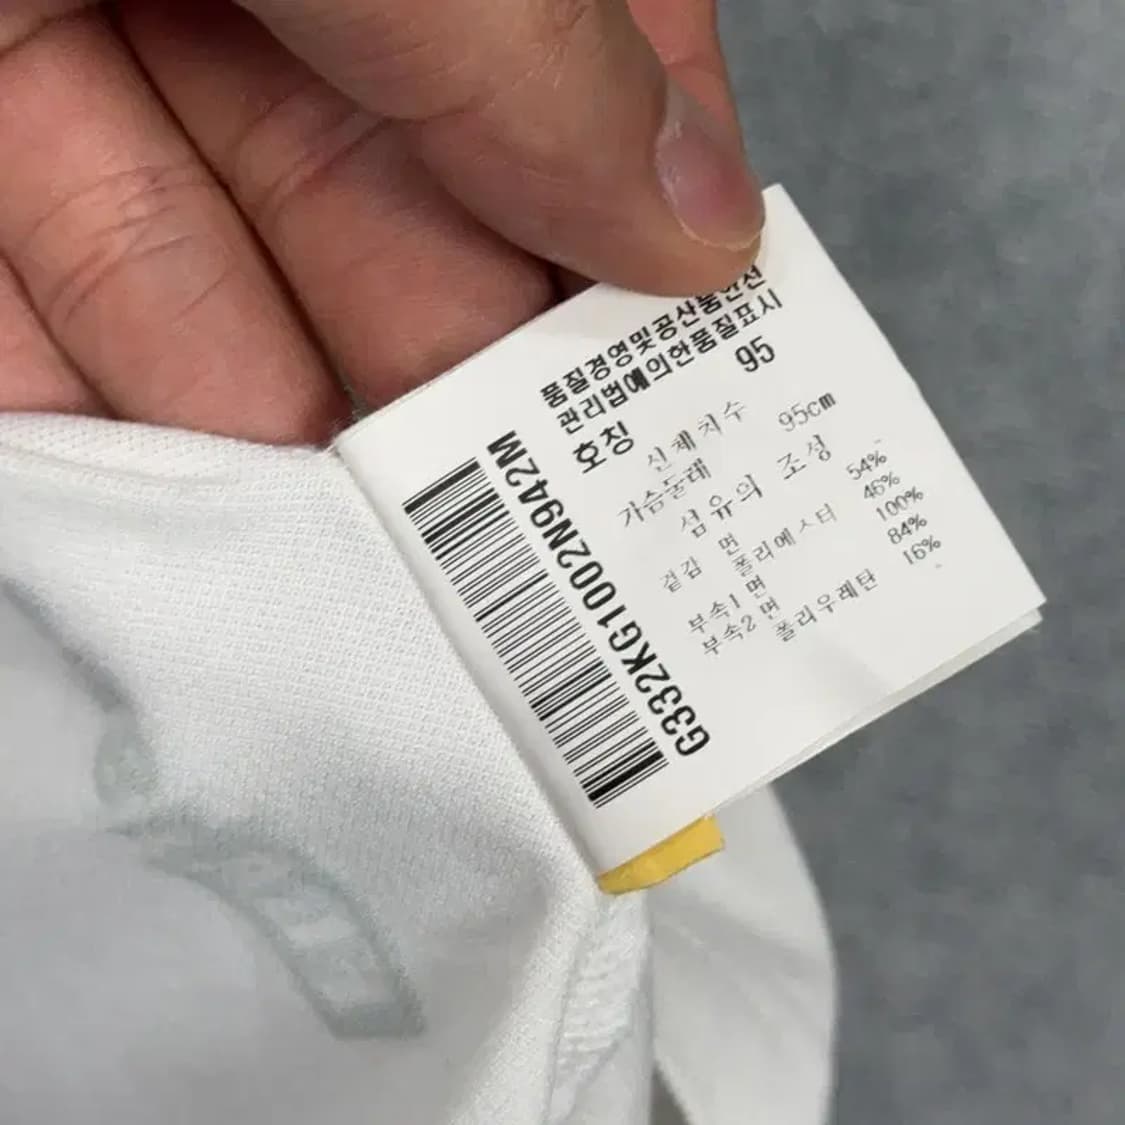 품질경영및공산품안전
관리법에의한품질표시
호칭 95
신체치수
가슴둘레 95cm
섬유의 조성
겉감 면 54%
폴리에스터 46%
부속1 면 100%
부속2 면 84%
폴리우레탄 16%
G332KG1002N942M